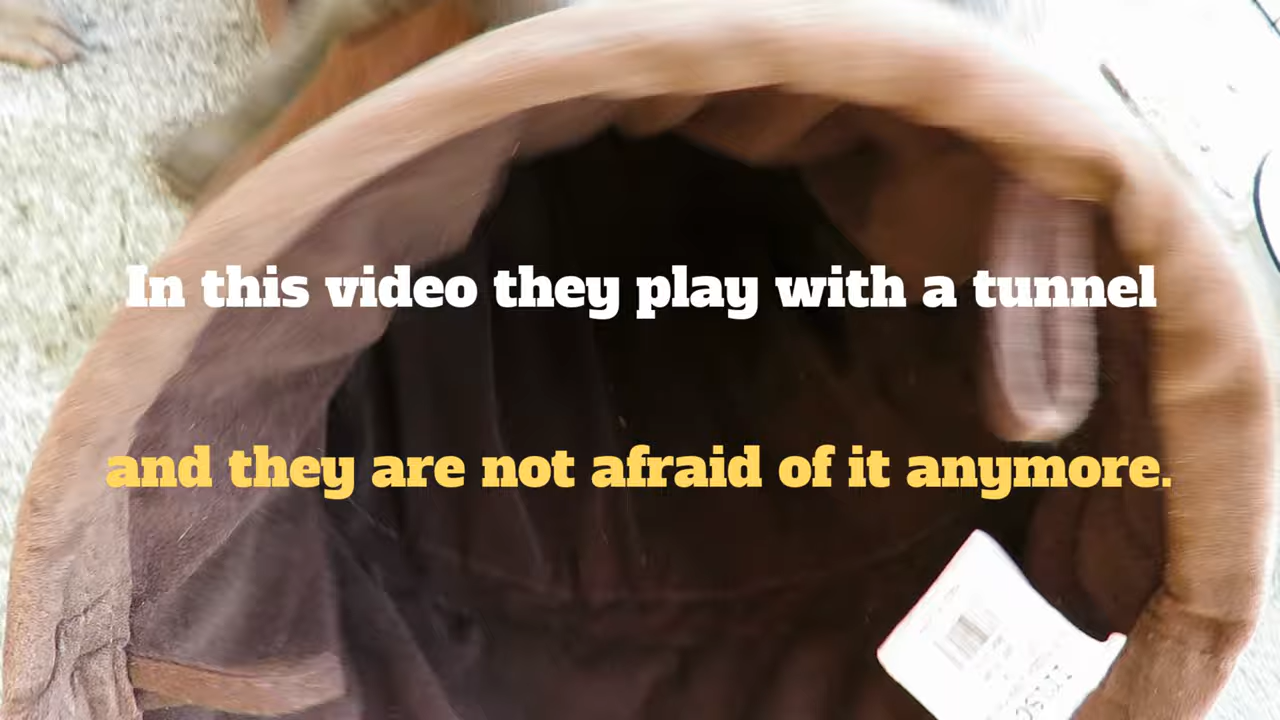 In this video they play with a tunnel
and they are not afraid of it anymore.